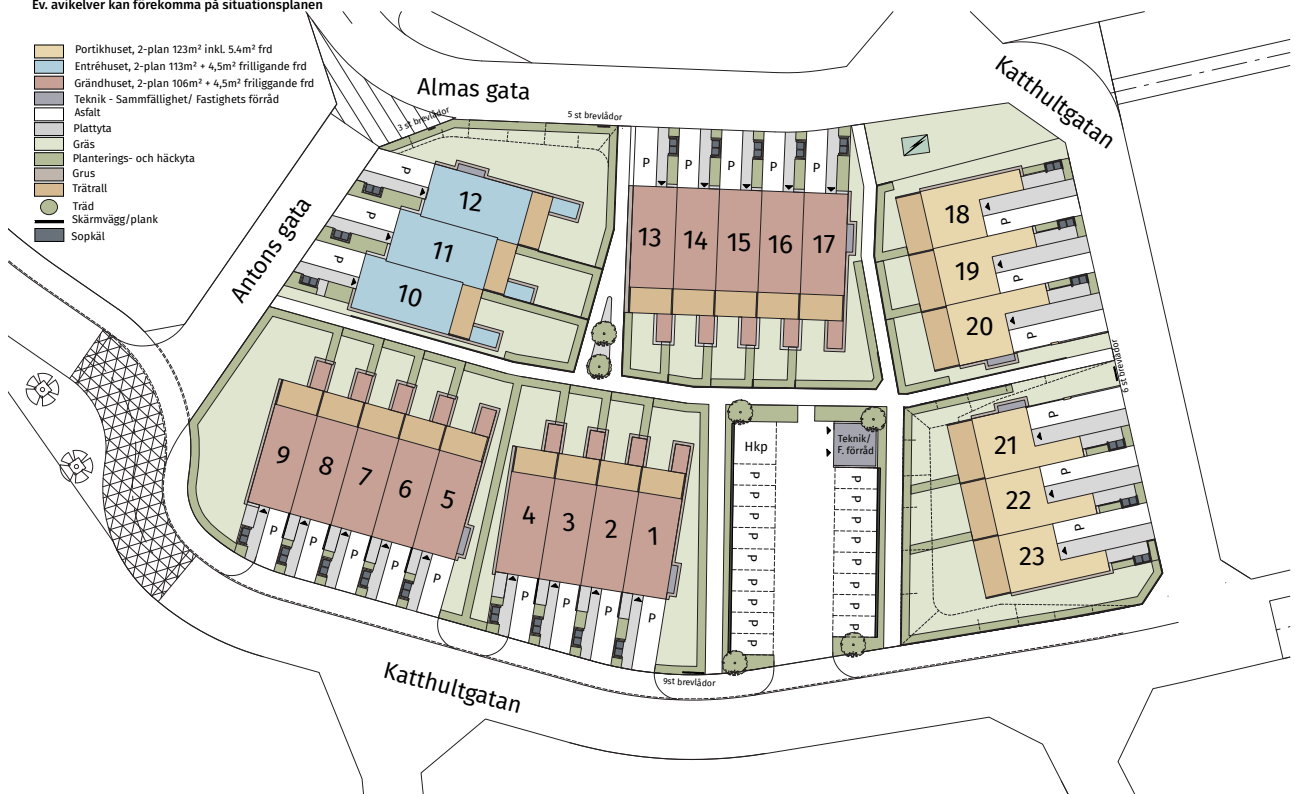 Ev. avikelver kan förekomma på situationsplanen
Portikhuset, 2-plan 123m² inkl. 5.4m² frd
Entréhuset, 2-plan 113m² + 4,5m² frilligande frd
Grändhuset, 2-plan 106m² + 4,5m² friliggande frd
Teknik - Sammfällighet/ Fastighets förråd
Asfalt
Plattyta
Gräs
Planterings- och häckyta
Grus
Trätrall
Träd
Skärmvägg/plank
Sopkäl
Almas gata
Katthultgatan
Antons gata
3 st brevlådor
5 st brevlådor
P
P
P
P
P
12
11
10
P
P
P
13
14
15
16
17
18
19
20
P
P
P
6 st brevlådor
9
8
7
6
5
P
P
P
P
P
4
3
2
1
P
P
P
P
Hkp
P
P
P
P
P
P
P
P
P
Teknik/
F. förråd
P
P
P
P
P
P
P
P
21
22
23
P
P
P
9st brevlådor
Katthultgatan